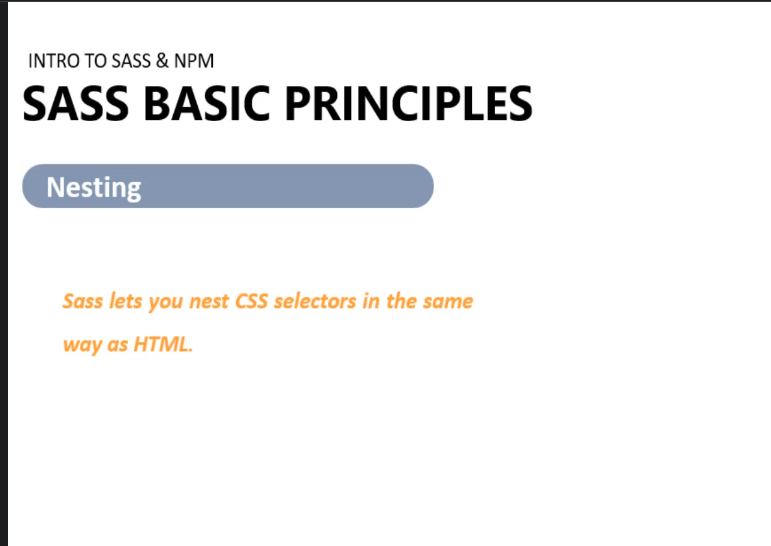 INTRO TO SASS & NPM
SASS BASIC PRINCIPLES
Nesting
Sass lets you nest CSS selectors in the same
way as HTML.